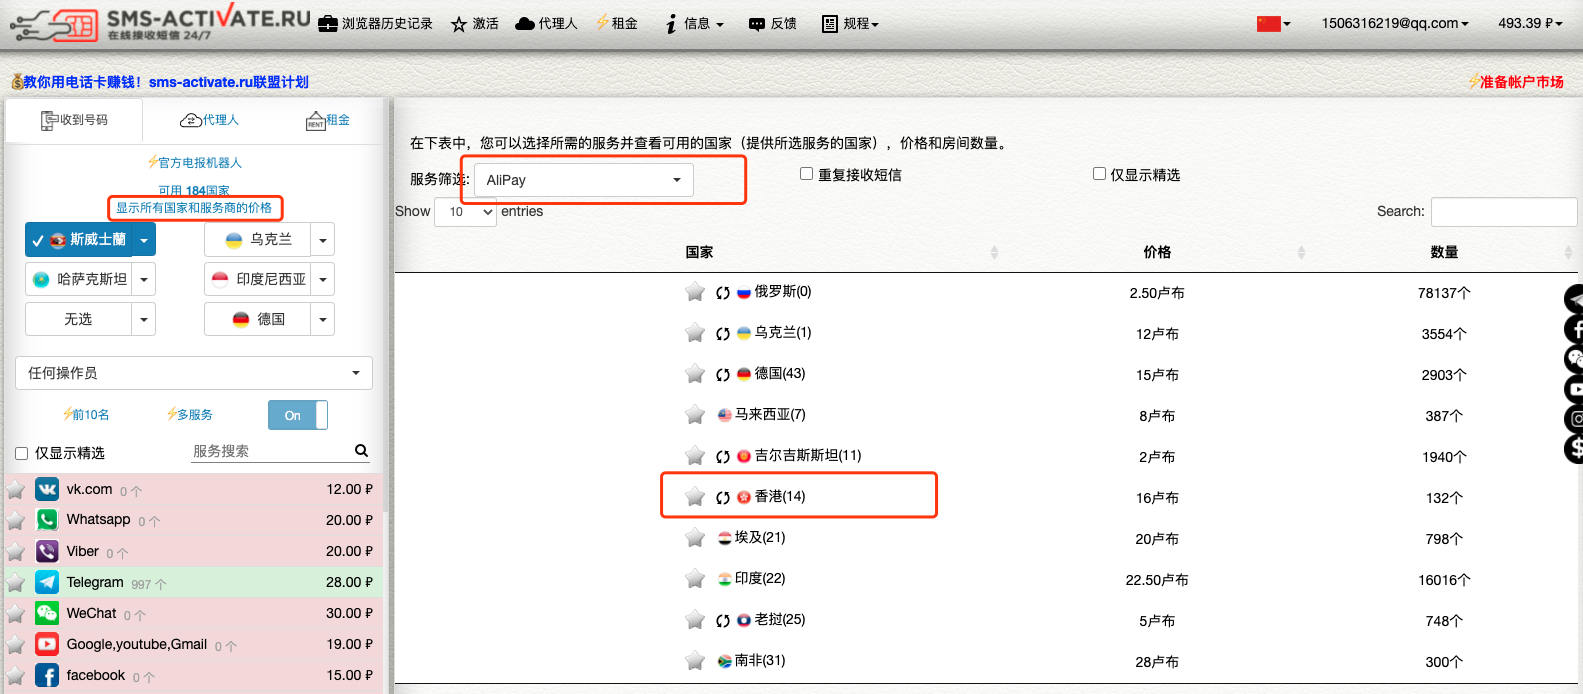 SMS-ACTIVATE.RU
在线接收短信 24/7
浏览器历史记录
激活
代理人
⚡租金
信息
反馈
规程
1506316219@qq.com
493.39 ₽
💰教你用电话卡赚钱！sms-activate.ru联盟计划
⚡准备帐户市场
收到号码
代理人
RENT
租金
⚡官方电报机器人
可用 184国家
显示所有国家和服务商的价格
斯威士蘭
乌克兰
哈萨克斯坦
印度尼西亚
无选
德国
任何操作员
⚡前10名
⚡多服务
On
仅显示精选
服务搜索
vk.com 0 个 12.00 ₽
Whatsapp 0 个 20.00 ₽
Viber 0 个 20.00 ₽
Telegram 997 个 28.00 ₽
WeChat 0 个 30.00 ₽
Google,youtube,Gmail 0 个 19.00 ₽
facebook 0 个 15.00 ₽
在下表中，您可以选择所需的服务并查看可用的国家（提供所选服务的国家），价格和房间数量。
服务筛选: AliPay
重复接收短信
仅显示精选
Show 10 entries
Search:
国家 价格 数量
俄罗斯(0) 2.50卢布 78137个
乌克兰(1) 12卢布 3554个
德国(43) 15卢布 2903个
马来西亚(7) 8卢布 387个
吉尔吉斯斯坦(11) 2卢布 1940个
香港(14) 16卢布 132个
埃及(21) 20卢布 798个
印度(22) 22.50卢布 16016个
老挝(25) 5卢布 748个
南非(31) 28卢布 300个